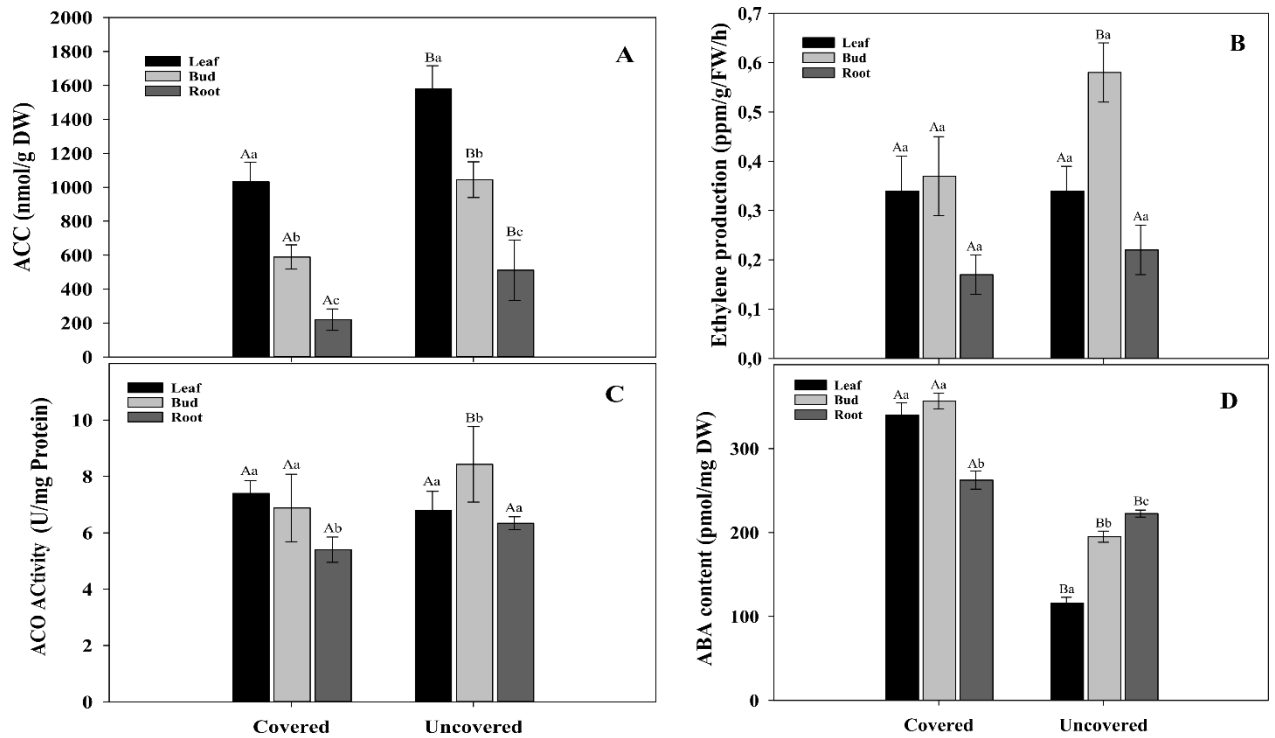 A
ACC (nmol/g DW)
2000
1800
1600
1400
1200
1000
800
600
400
200
0
Leaf
Bud
Root
Aa
Ab
Ac
Ba
Bb
Bc
B
Ethylene production (ppm/g/FW/h)
0,7
0,6
0,5
0,4
0,3
0,2
0,1
0,0
Leaf
Bud
Root
Aa
Aa
Aa
Aa
Ba
Aa
C
ACO ACtivity (U/mg Protein)
10
8
6
4
2
0
Leaf
Bud
Root
Aa
Aa
Ab
Aa
Bb
Aa
Covered
Uncovered
D
ABA content (pmol/mg DW)
300
200
100
0
Leaf
Bud
Root
Aa
Aa
Ab
Ba
Bb
Bc
Covered
Uncovered